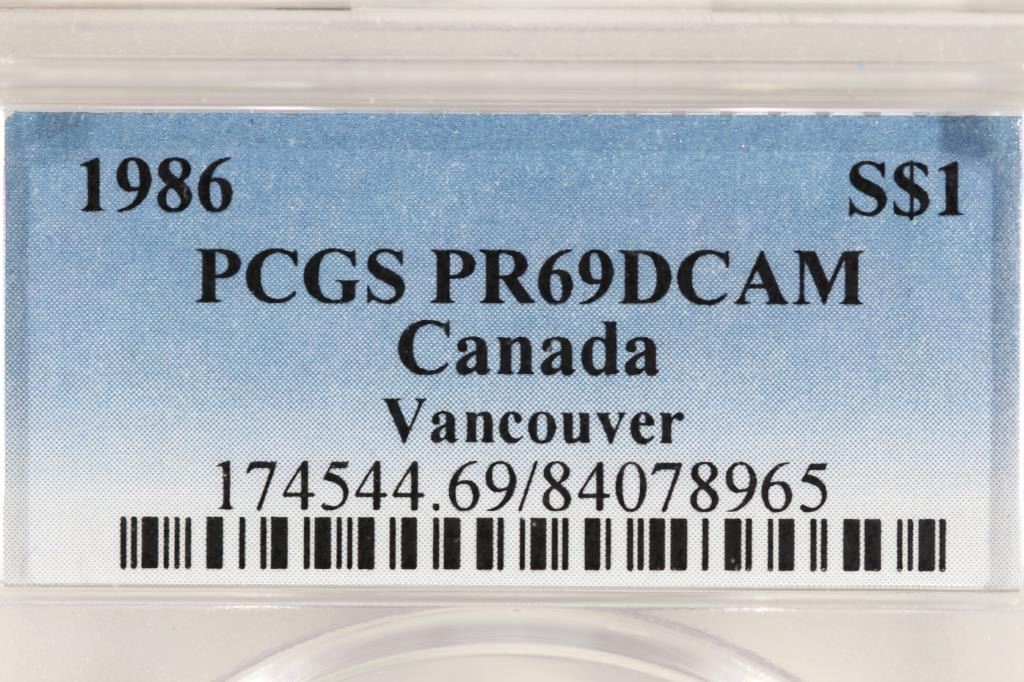 1986 S$1
PCGS PR69DCAM
Canada
Vancouver
174544.69/84078965